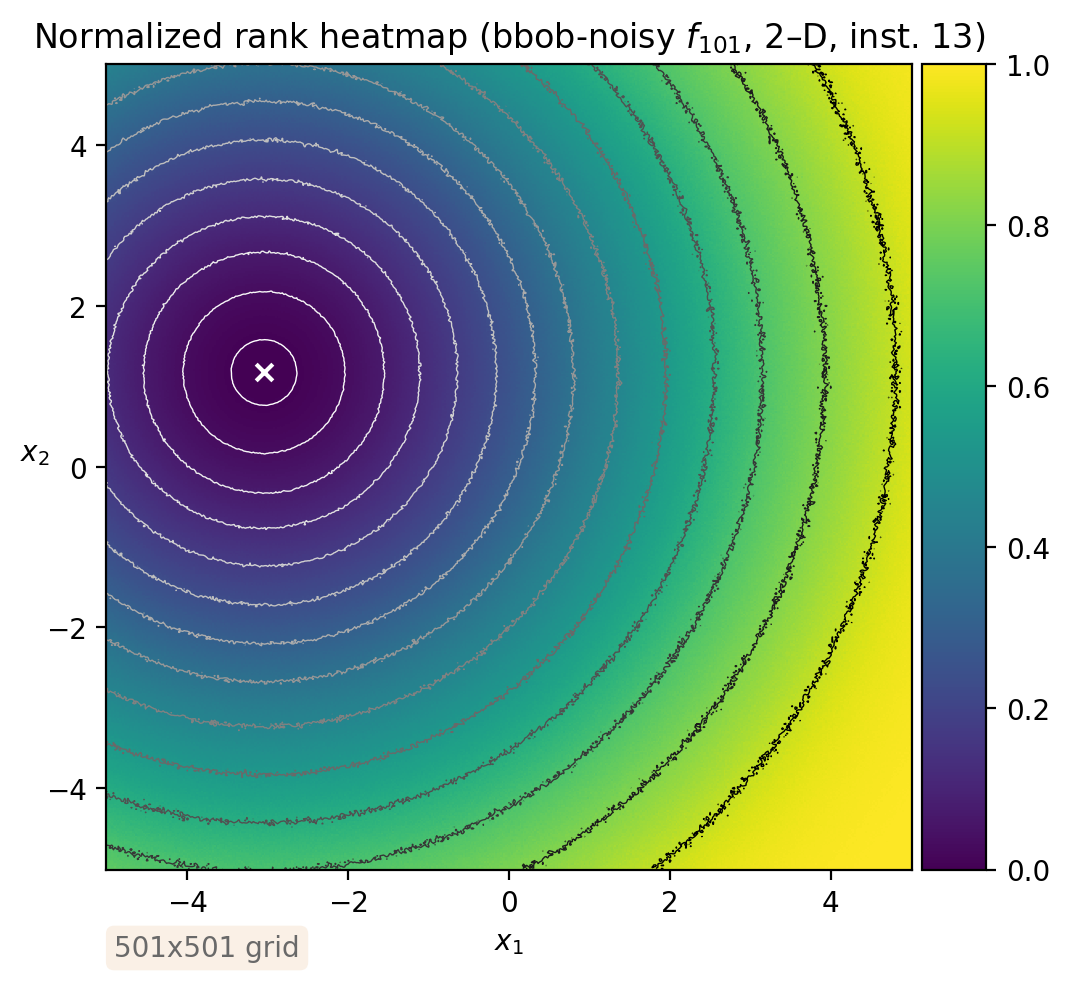 Normalized rank heatmap (bbob-noisy f₁₀₁, 2–D, inst. 13)
1.0
0.8
0.6
0.4
0.2
0.0
4
2
0
−2
−4
x₂
−4 −2 0 2 4
x₁
501x501 grid